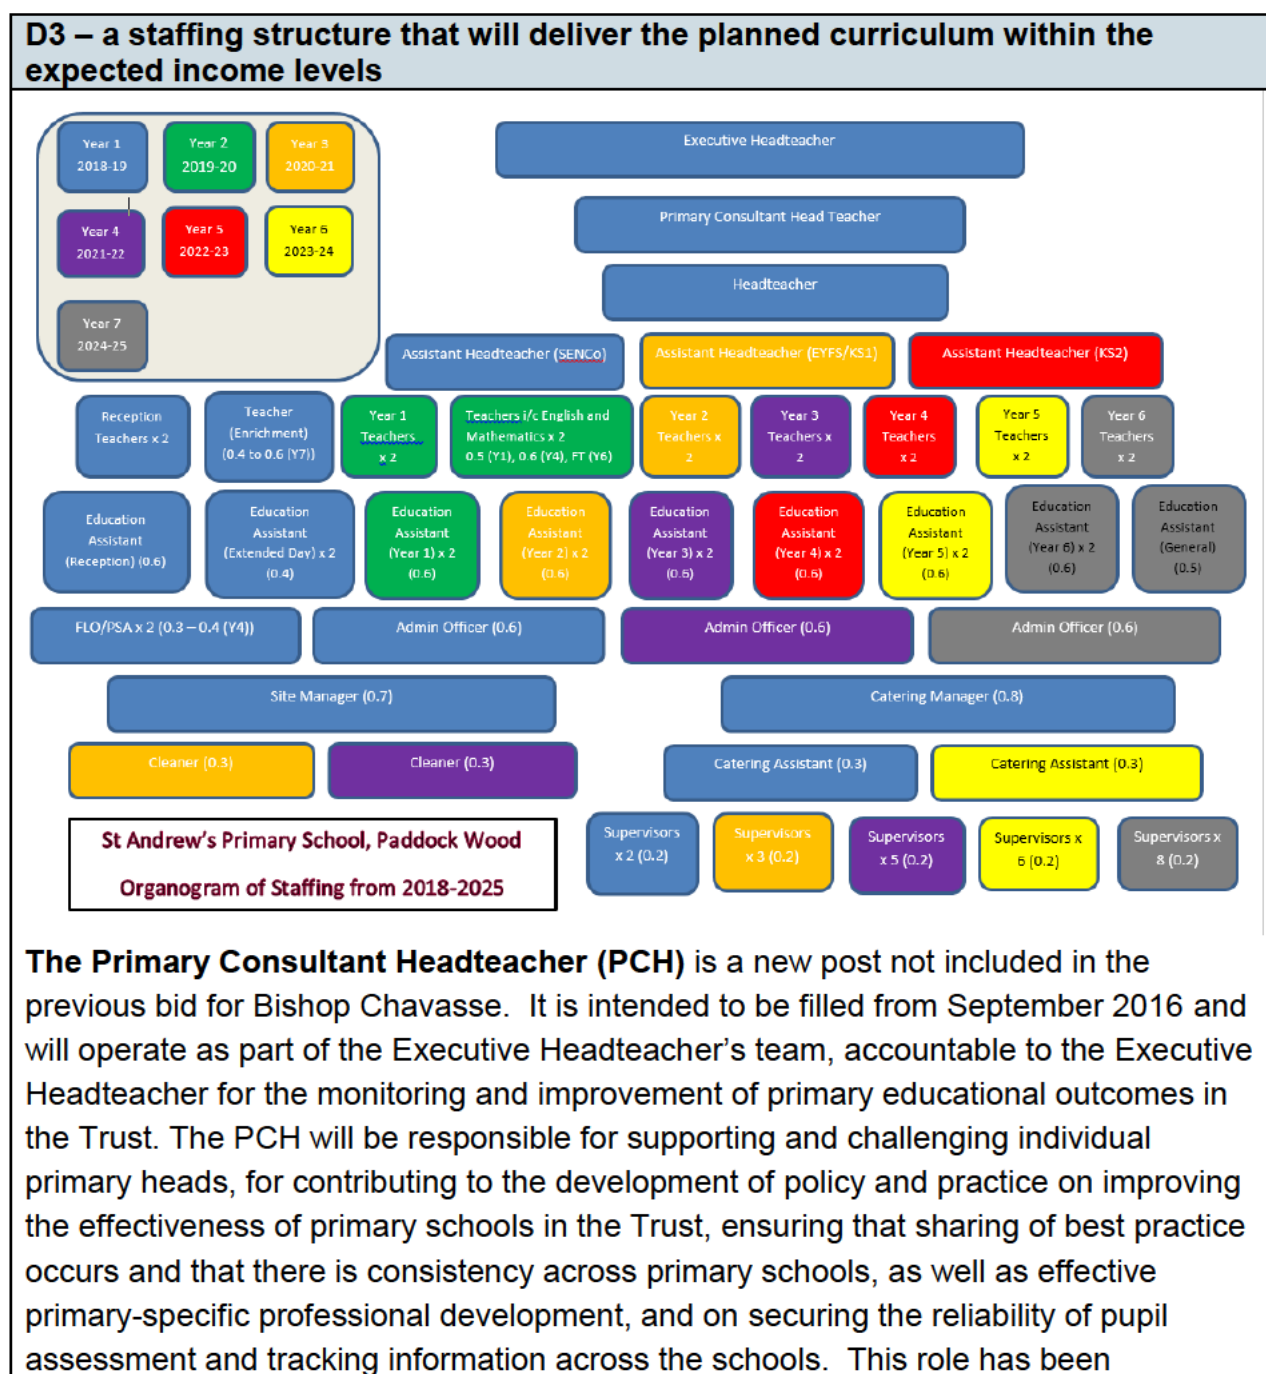 D3 – a staffing structure that will deliver the planned curriculum within the
expected income levels
Year 1
2018-19
Year 2
2019-20
Year 3
2020-21
Year 4
2021-22
Year 5
2022-23
Year 6
2023-24
Year 7
2024-25
Executive Headteacher
Primary Consultant Head Teacher
Headteacher
Assistant Headteacher (SENCo)
Assistant Headteacher (EYFS/KS1)
Assistant Headteacher (KS2)
Reception
Teachers x 2
Teacher
(Enrichment)
(0.4 to 0.6 (Y7))
Year 1
Teachers
x 2
Teachers i/c English and
Mathematics x 2
0.5 (Y1), 0.6 (Y4), FT (Y6)
Year 2
Teachers x
2
Year 3
Teachers x
2
Year 4
Teachers
x 2
Year 5
Teachers
x 2
Year 6
Teachers
x 2
Education
Assistant
(Reception) (0.6)
Education
Assistant
(Extended Day) x 2
(0.4)
Education
Assistant
(Year 1) x 2
(0.6)
Education
Assistant
(Year 2) x 2
(0.6)
Education
Assistant
(Year 3) x 2
(0.6)
Education
Assistant
(Year 4) x 2
(0.6)
Education
Assistant
(Year 5) x 2
(0.6)
Education
Assistant
(Year 6) x 2
(0.6)
Education
Assistant
(General)
(0.5)
FLO/PSA x 2 (0.3 – 0.4 (Y4))
Admin Officer (0.6)
Admin Officer (0.6)
Admin Officer (0.6)
Site Manager (0.7)
Catering Manager (0.8)
Cleaner (0.3)
Cleaner (0.3)
Catering Assistant (0.3)
Catering Assistant (0.3)
St Andrew's Primary School, Paddock Wood
Organogram of Staffing from 2018-2025
Supervisors
x 2 (0.2)
Supervisors
x 3 (0.2)
Supervisors
x 5 (0.2)
Supervisors x
6 (0.2)
Supervisors x
8 (0.2)
The Primary Consultant Headteacher (PCH) is a new post not included in the
previous bid for Bishop Chavasse.  It is intended to be filled from September 2016 and
will operate as part of the Executive Headteacher's team, accountable to the Executive
Headteacher for the monitoring and improvement of primary educational outcomes in
the Trust. The PCH will be responsible for supporting and challenging individual
primary heads, for contributing to the development of policy and practice on improving
the effectiveness of primary schools in the Trust, ensuring that sharing of best practice
occurs and that there is consistency across primary schools, as well as effective
primary-specific professional development, and on securing the reliability of pupil
assessment and tracking information across the schools.  This role has been